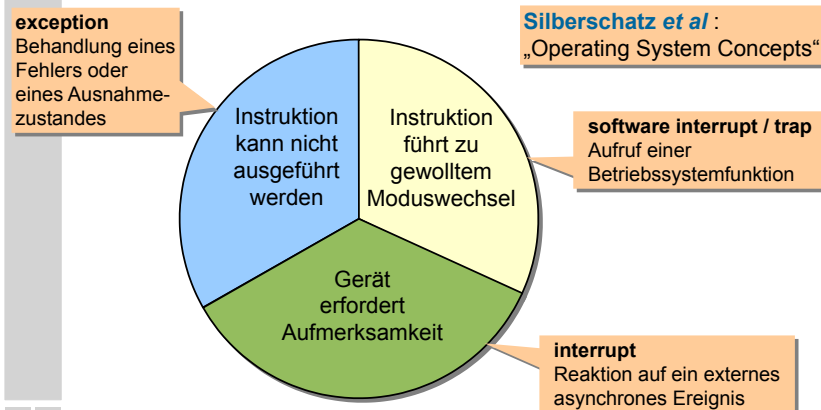 exception
Behandlung eines
Fehlers oder
eines Ausnahme-
zustandes
Silberschatz et al :
„Operating System Concepts“
Instruktion
kann nicht
ausgeführt
werden
Instruktion
führt zu
gewolltem
Moduswechsel
software interrupt / trap
Aufruf einer
Betriebssystemfunktion
Gerät
erfordert
Aufmerksamkeit
interrupt
Reaktion auf ein externes
asynchrones Ereignis